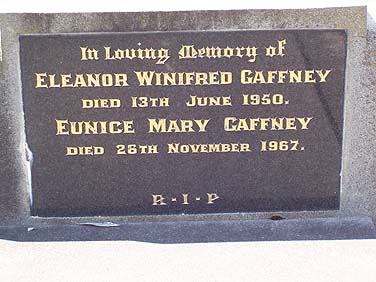 In Loving Memory of
ELEANOR WINIFRED GAFFNEY
DIED 13TH JUNE 1950.
EUNICE MARY GAFFNEY
DIED 26TH NOVEMBER 1967.
R - I - P